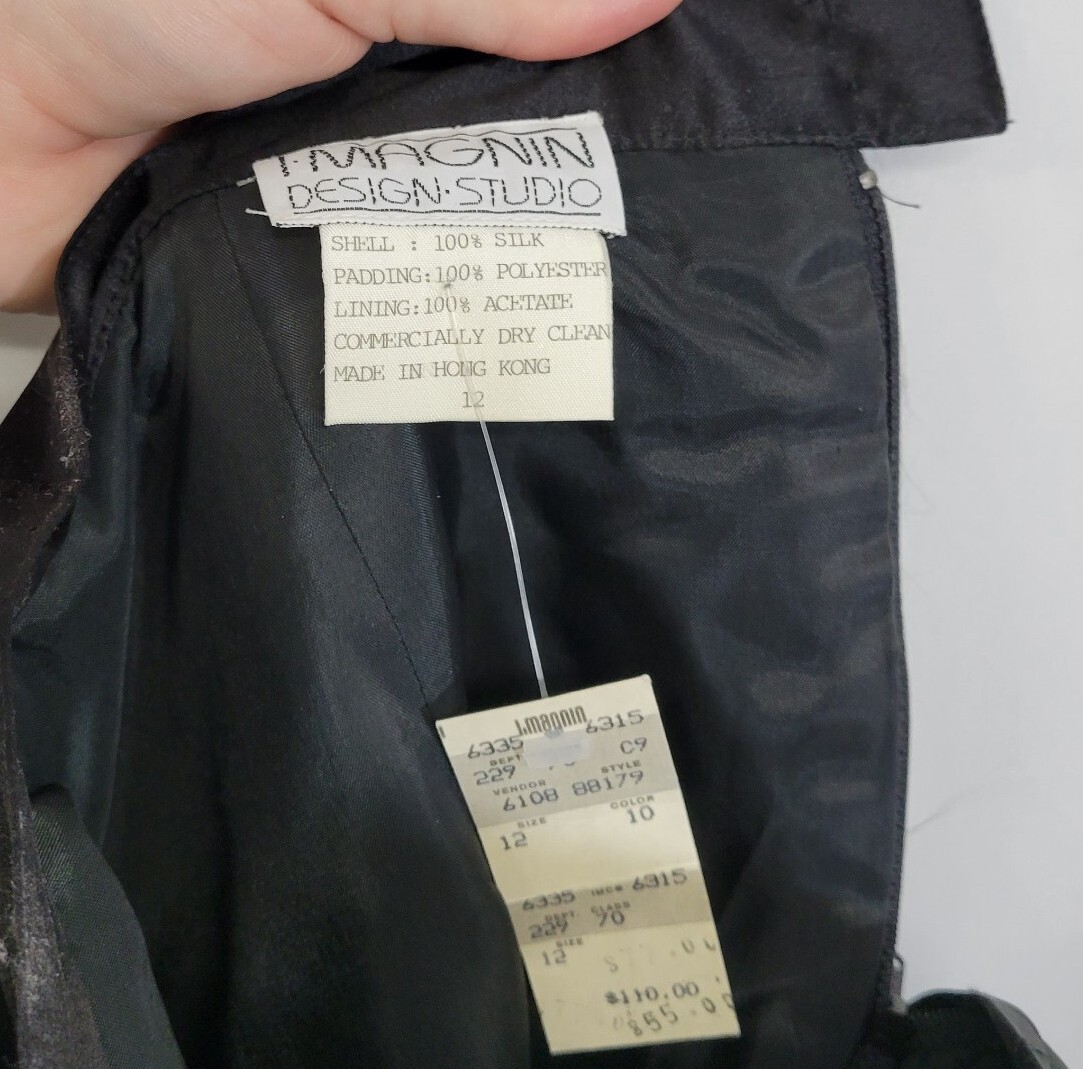 I·MAGNIN
DESIGN·STUDIO
SHELL : 100% SILK
PADDING:100% POLYESTER
LINING:100% ACETATE
COMMERCIALLY DRY CLEAN
MADE IN HONG KONG
12
I.MAGNIN
6335 6315
DEPT C9
229 STYLE
VENDOR
6108 88179
SIZE COLOR
12 10
6335 6315
DEPT. CLASS
229 70
SIZE
12
$110.00
$55.00